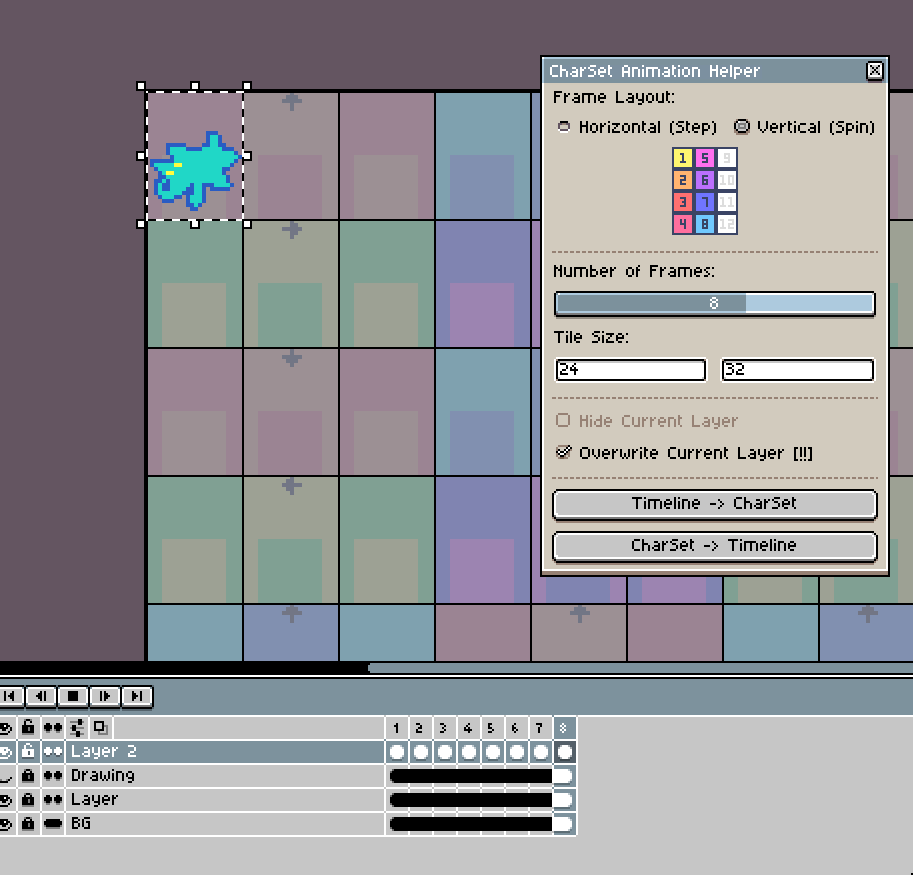 CharSet Animation Helper
Frame Layout:
Horizontal (Step) Vertical (Spin)
1 5 9
2 6 10
3 7 11
4 8 12
Number of Frames:
8
Tile Size:
24 32
Hide Current Layer
Overwrite Current Layer [!!]
Timeline -> CharSet
CharSet -> Timeline
1 2 3 4 5 6 7 8
Layer 2
Drawing
Layer
BG